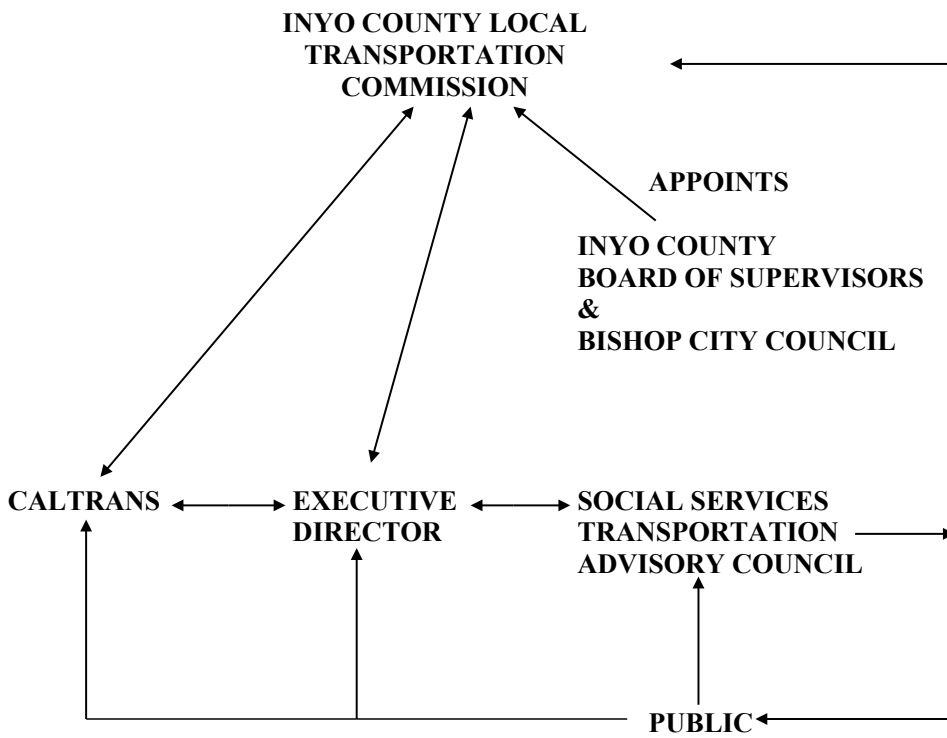 INYO COUNTY LOCAL
TRANSPORTATION
COMMISSION
APPOINTS
INYO COUNTY
BOARD OF SUPERVISORS
&
BISHOP CITY COUNCIL
CALTRANS
EXECUTIVE
DIRECTOR
SOCIAL SERVICES
TRANSPORTATION
ADVISORY COUNCIL
PUBLIC